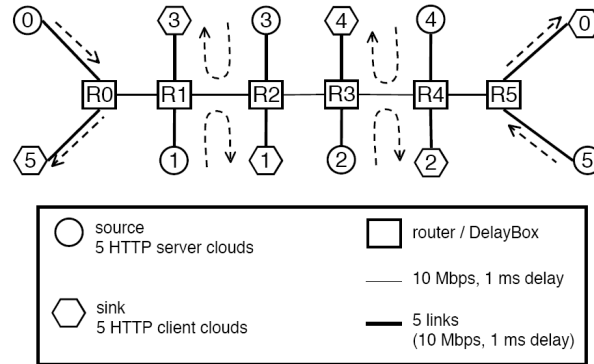 0 3 3 4 4 0
R0 R1 R2 R3 R4 R5
5 1 1 2 2 5
source
5 HTTP server clouds
router / DelayBox
10 Mbps, 1 ms delay
sink
5 HTTP client clouds
5 links
(10 Mbps, 1 ms delay)